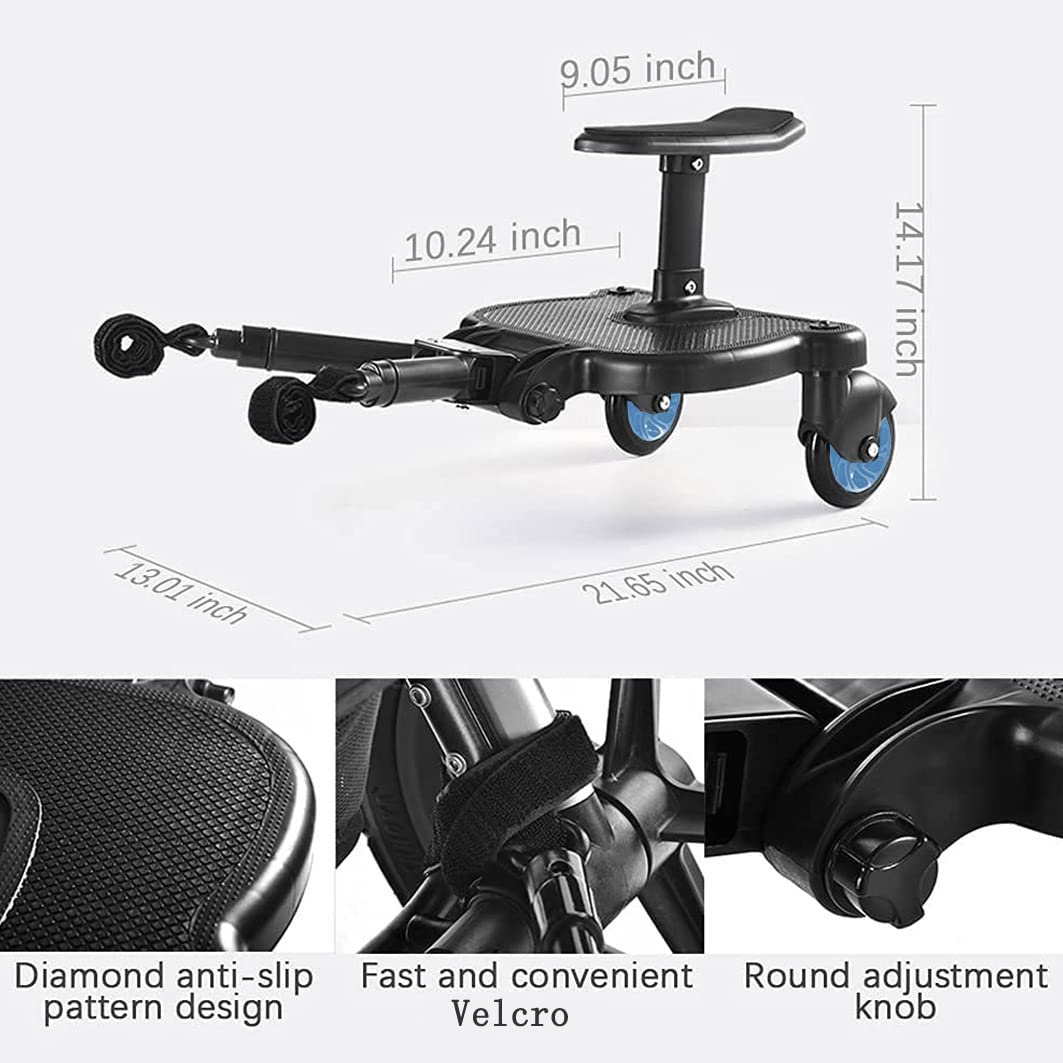 9.05 inch
10.24 inch
14.17 inch
13.01 inch
21.65 inch
Diamond anti-slip
pattern design
Fast and convenient
Velcro
Round adjustment
knob